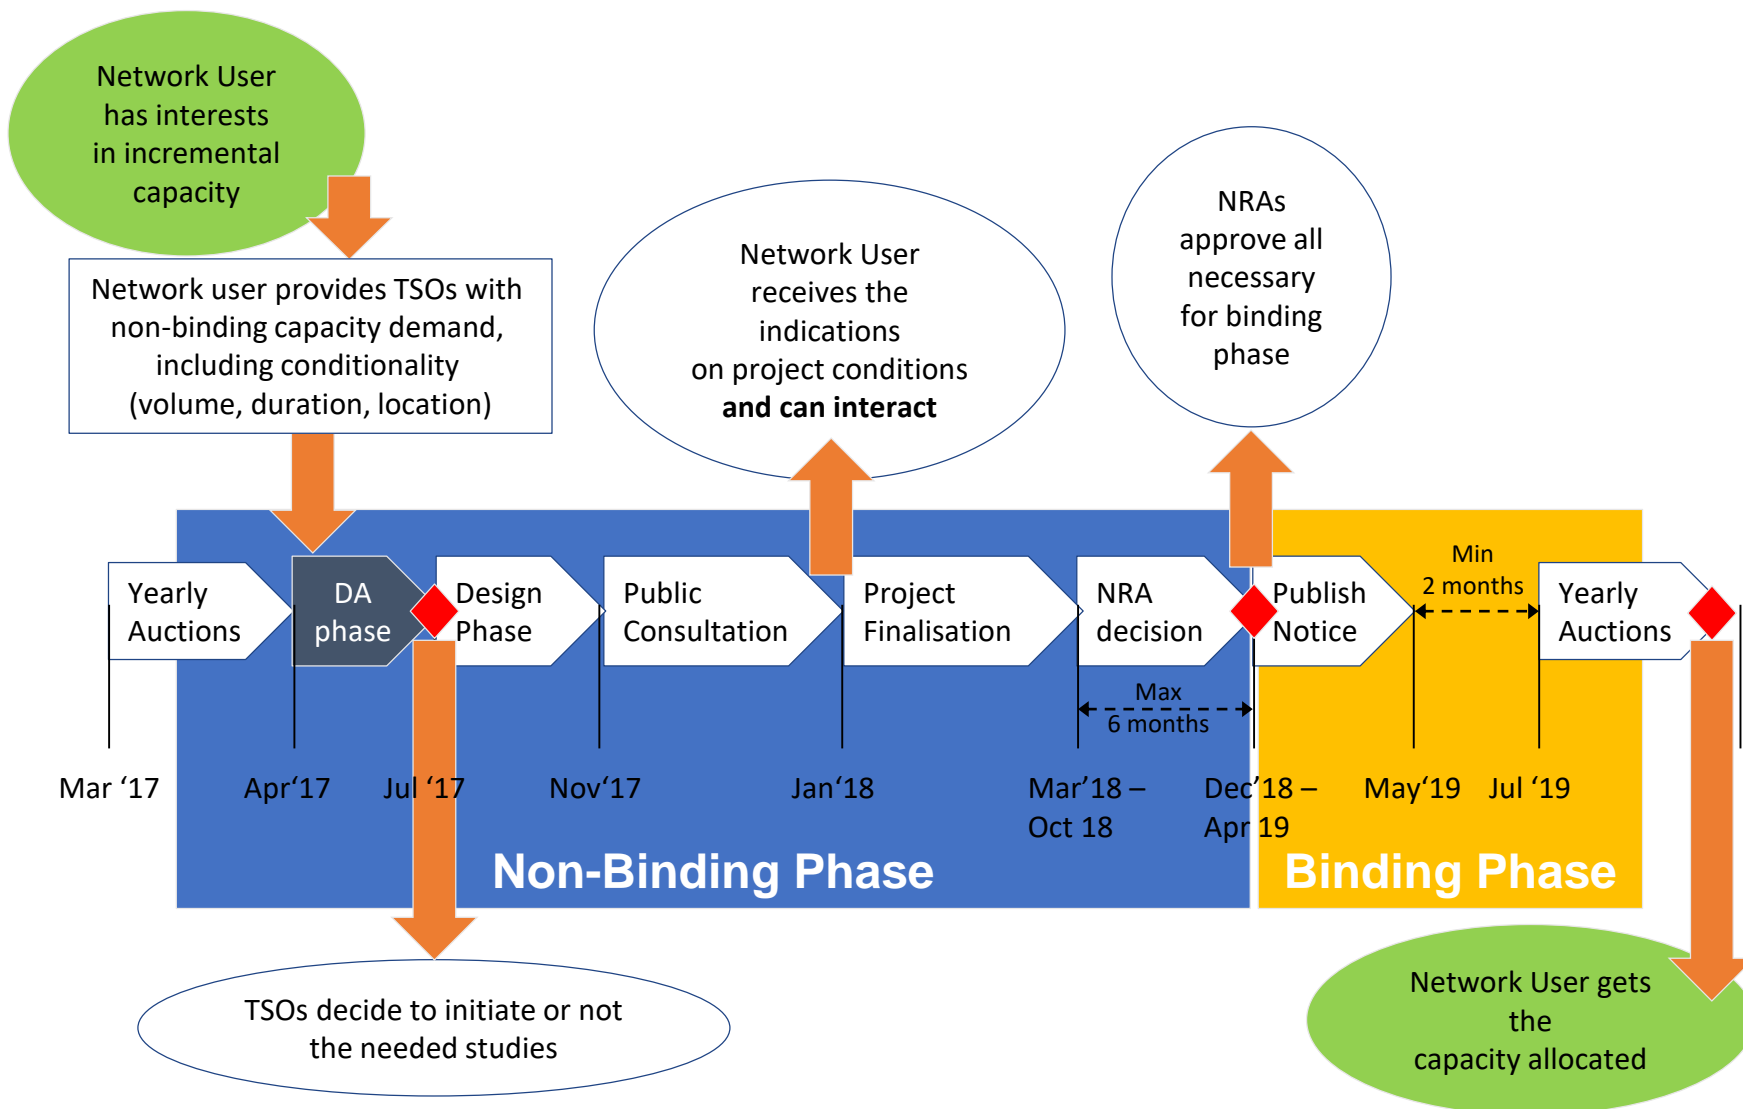 Network User
has interests
in incremental
capacity
Network user provides TSOs with
non-binding capacity demand,
including conditionality
(volume, duration, location)
Network User
receives the
indications
on project conditions
and can interact
NRAs
approve all
necessary
for binding
phase
Yearly
Auctions
DA
phase
Design
Phase
Public
Consultation
Project
Finalisation
NRA
decision
Publish
Notice
Min
2 months
Yearly
Auctions
Max
6 months
Mar ‘17
Apr‘17
Jul ‘17
Nov‘17
Jan‘18
Mar’18 –
Oct 18
Dec’18 –
Apr 19
May‘19
Jul ‘19
Non-Binding Phase
Binding Phase
TSOs decide to initiate or not
the needed studies
Network User gets
the
capacity allocated